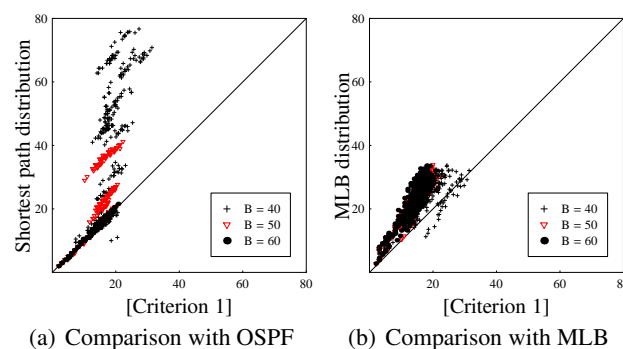 80
60
40
20
Shortest path distribution
B = 40
B = 50
B = 60
20 40 60 80
[Criterion 1]
(a) Comparison with OSPF
80
60
40
20
MLB distribution
B = 40
B = 50
B = 60
20 40 60 80
[Criterion 1]
(b) Comparison with MLB